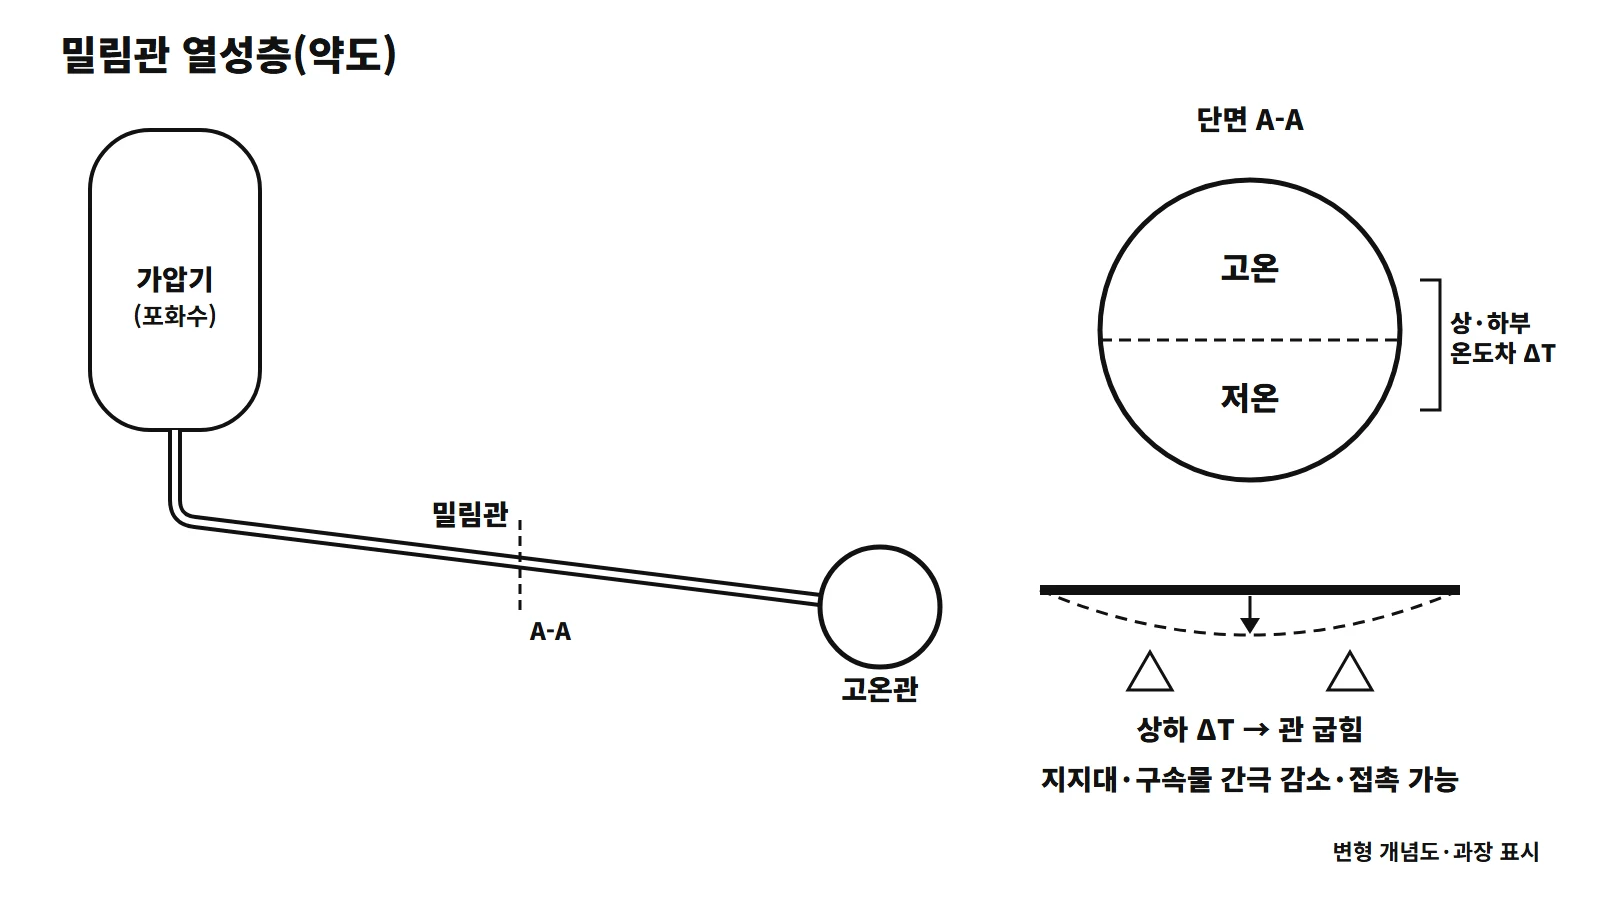 밀림관 열성층(약도)
가압기
(포화수)
밀림관
A-A
고온관
단면 A-A
고온
저온
상·하부
온도차 ΔT
상하 ΔT → 관 굽힘
지지대·구속물 간극 감소·접촉 가능
변형 개념도·과장 표시